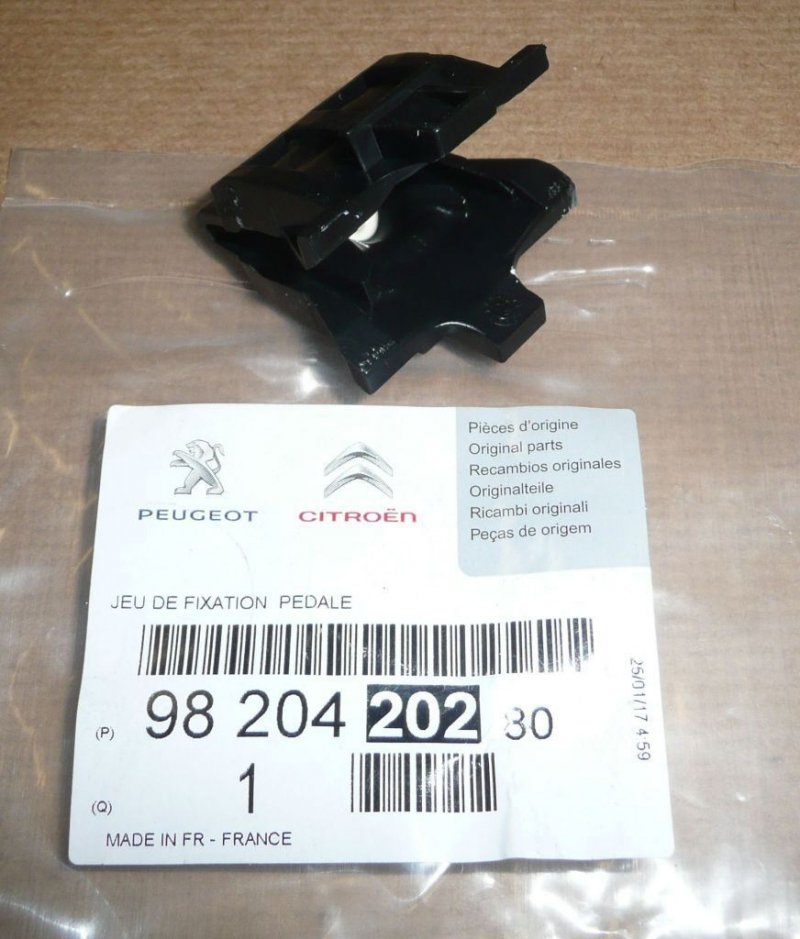 PEUGEOT
CITROËN
Pièces d'origine
Original parts
Recambios originales
Originalteile
Ricambi originali
Peças de origem
JEU DE FIXATION PEDALE
(P) 98 204 202 80
(Q) 1
MADE IN FR - FRANCE
25/01/17 4:59